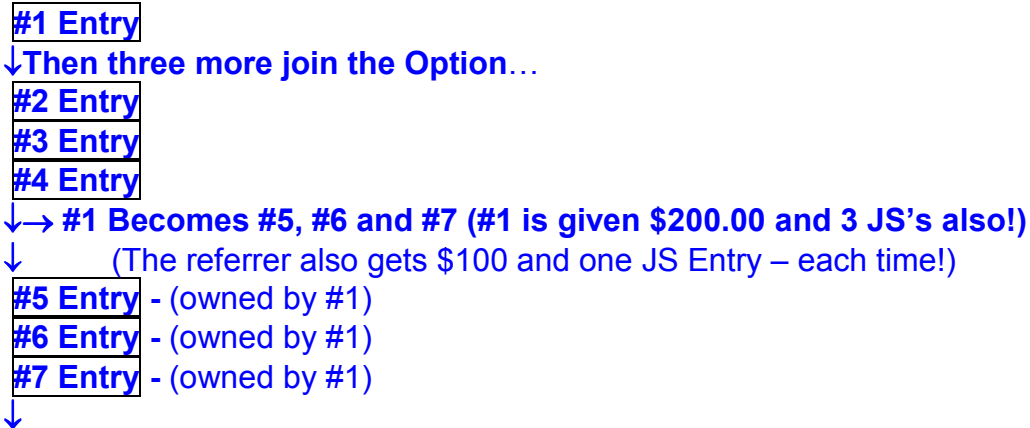 #1 Entry
↓Then three more join the Option…
#2 Entry
#3 Entry
#4 Entry
↓→ #1 Becomes #5, #6 and #7 (#1 is given $200.00 and 3 JS’s also!)
↓ (The referrer also gets $100 and one JS Entry – each time!)
#5 Entry - (owned by #1)
#6 Entry - (owned by #1)
#7 Entry - (owned by #1)
↓